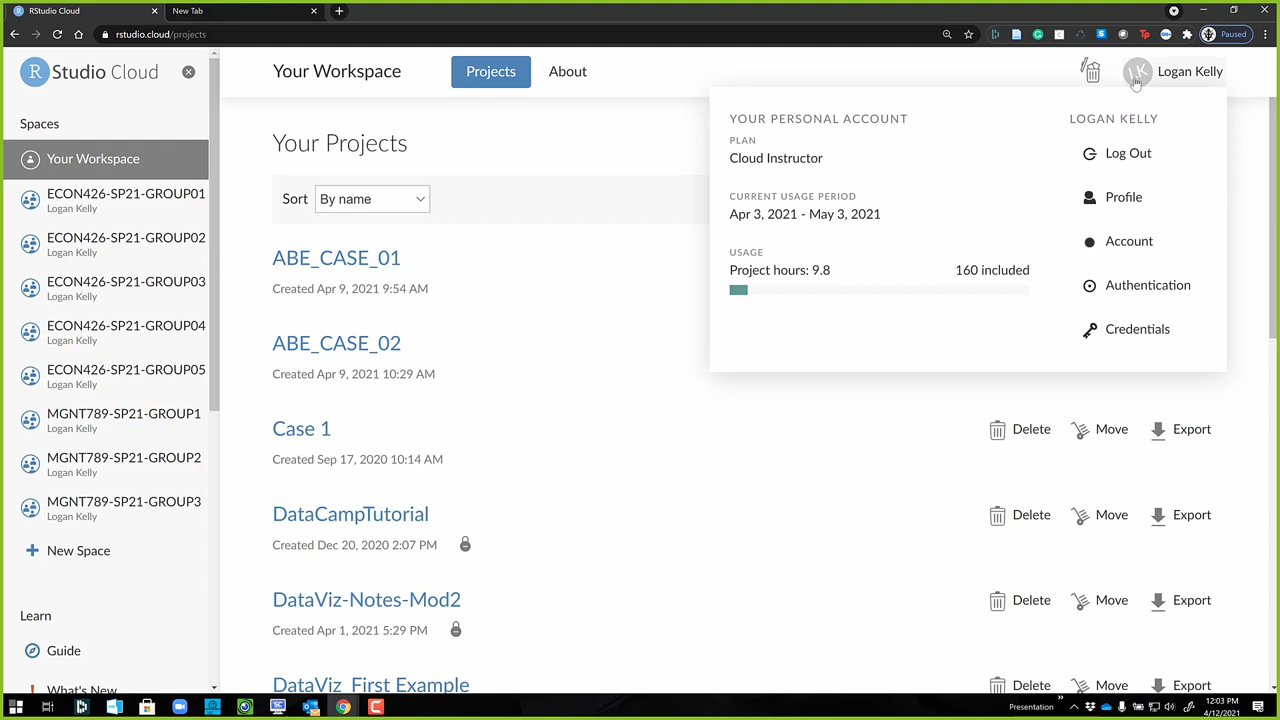 RStudio Cloud
New Tab
rstudio.cloud/projects
Paused
R Studio Cloud
Your Workspace
Projects
About
LK
Logan Kelly
Spaces
Your Workspace
ECON426-SP21-GROUP01
Logan Kelly
ECON426-SP21-GROUP02
Logan Kelly
ECON426-SP21-GROUP03
Logan Kelly
ECON426-SP21-GROUP04
Logan Kelly
ECON426-SP21-GROUP05
Logan Kelly
MGNT789-SP21-GROUP1
Logan Kelly
MGNT789-SP21-GROUP2
Logan Kelly
MGNT789-SP21-GROUP3
Logan Kelly
New Space
Learn
Guide
What's New
Your Projects
Sort By name
ABE_CASE_01
Created Apr 9, 2021 9:54 AM
ABE_CASE_02
Created Apr 9, 2021 10:29 AM
Case 1
Created Sep 17, 2020 10:14 AM
Delete Move Export
DataCampTutorial
Created Dec 20, 2020 2:07 PM
Delete Move Export
DataViz-Notes-Mod2
Created Apr 1, 2021 5:29 PM
Delete Move Export
DataViz_First Example
Delete Move Export
YOUR PERSONAL ACCOUNT
PLAN
Cloud Instructor
CURRENT USAGE PERIOD
Apr 3, 2021 - May 3, 2021
USAGE
Project hours: 9.8 160 included
LOGAN KELLY
Log Out
Profile
Account
Authentication
Credentials
Presentation
12:03 PM
4/12/2021